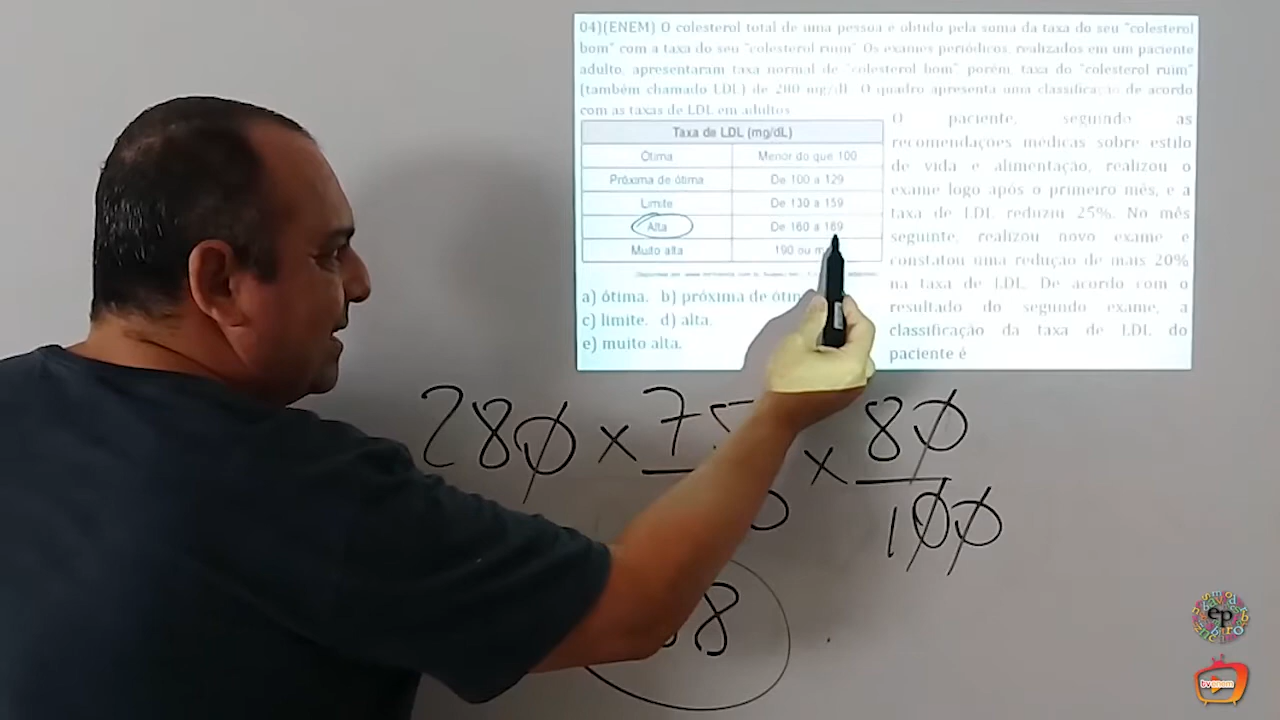 04)(ENEM) O colesterol total de uma pessoa é obtido pela soma da taxa do seu "colesterol
bom" com a taxa do seu "colesterol ruim" Os exames periódicos, realizados em um paciente
adulto, apresentaram taxa normal de "colesterol bom" porém, taxa do "colesterol ruim"
(também chamado LDL) de 280 mg/dL. O quadro apresenta uma classificação de acordo
com as taxas de LDL em adultos
Taxa de LDL (mg/dL)
Ótima Menor do que 100
Próxima de ótima De 100 a 129
Limite De 130 a 159
Alta De 160 a 189
Muito alta 190 ou
a) ótima. b) próxima de
c) limite. d) alta.
e) muito alta.
O paciente, seguindo as
recomendações médicas sobre estilo
de vida e alimentação, realizou o
exame logo após o primeiro mês, e a
taxa de LDL reduziu 25%. No mês
seguinte, realizou novo exame e
constatou uma redução de mais 20%
na taxa de LDL. De acordo com o
resultado do segundo exame, a
classificação da taxa de LDL do
paciente é
280 × 75 × 80
0 100
8
ep
tvenem